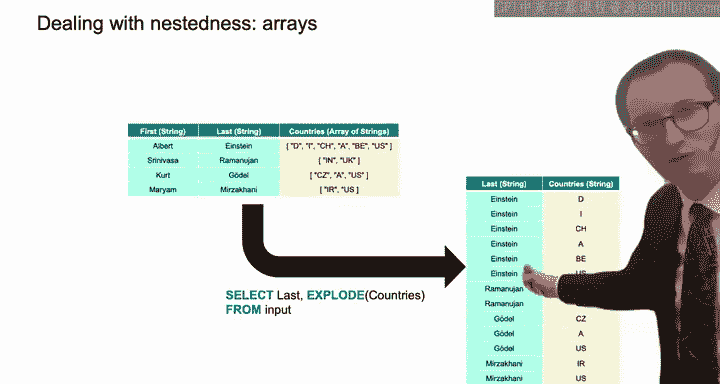 Dealing with nestedness: arrays
First (String) Last (String) Countries (Array of Strings)
Albert Einstein [ "D", "I", "CH", "A", "BE", "US" ]
Srinivasa Ramanujan [ "IN", "UK" ]
Kurt Gödel [ "CZ", "A", "US" ]
Maryam Mirzakhani [ "IR", "US ]
SELECT Last, EXPLODE(Countries)
FROM input
Last (String) Countries (String)
Einstein D
Einstein I
Einstein CH
Einstein A
Einstein BE
Einstein US
Ramanujan
Ramanujan
Gödel CZ
Gödel A
Gödel US
Mirzakhani IR
Mirzakhani US